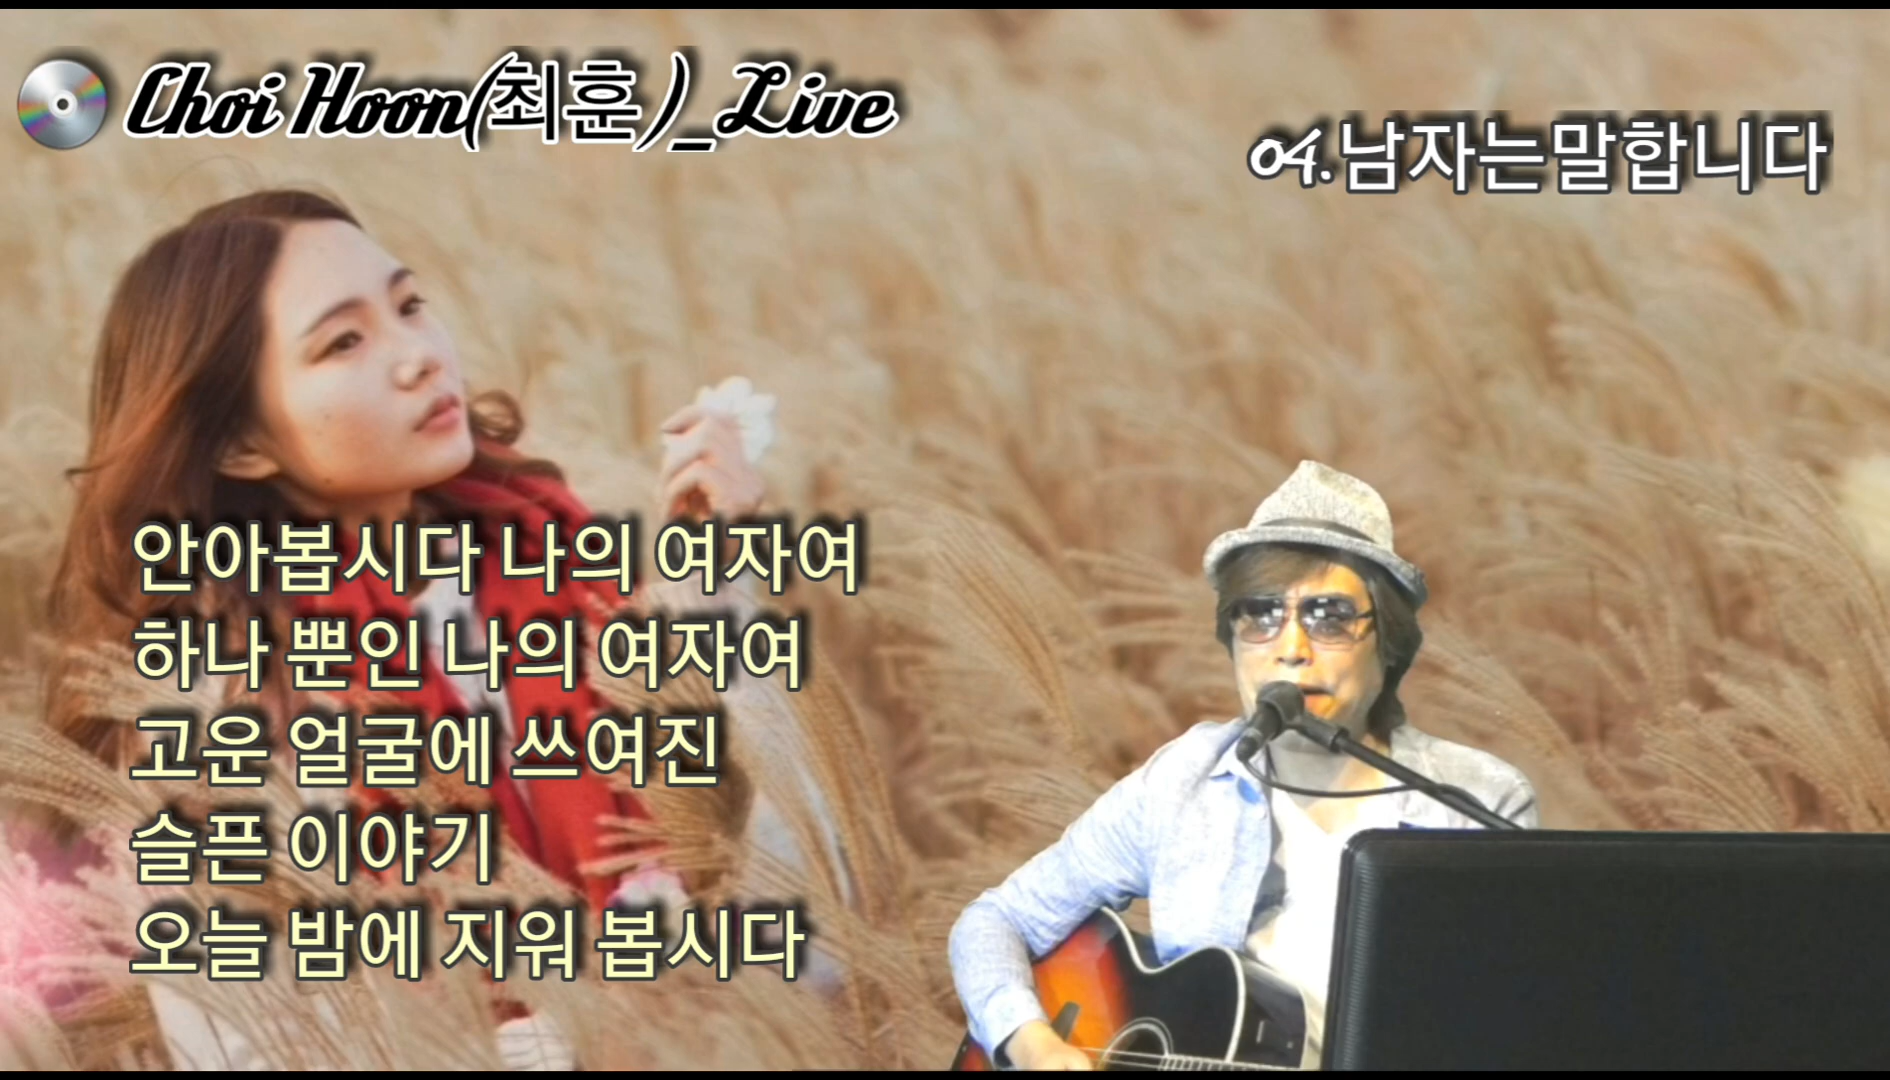 Choi Hoon(최훈)_Live
04.남자는말합니다
안아봅시다 나의 여자여
하나 뿐인 나의 여자여
고운 얼굴에 쓰여진
슬픈 이야기
오늘 밤에 지워 봅시다